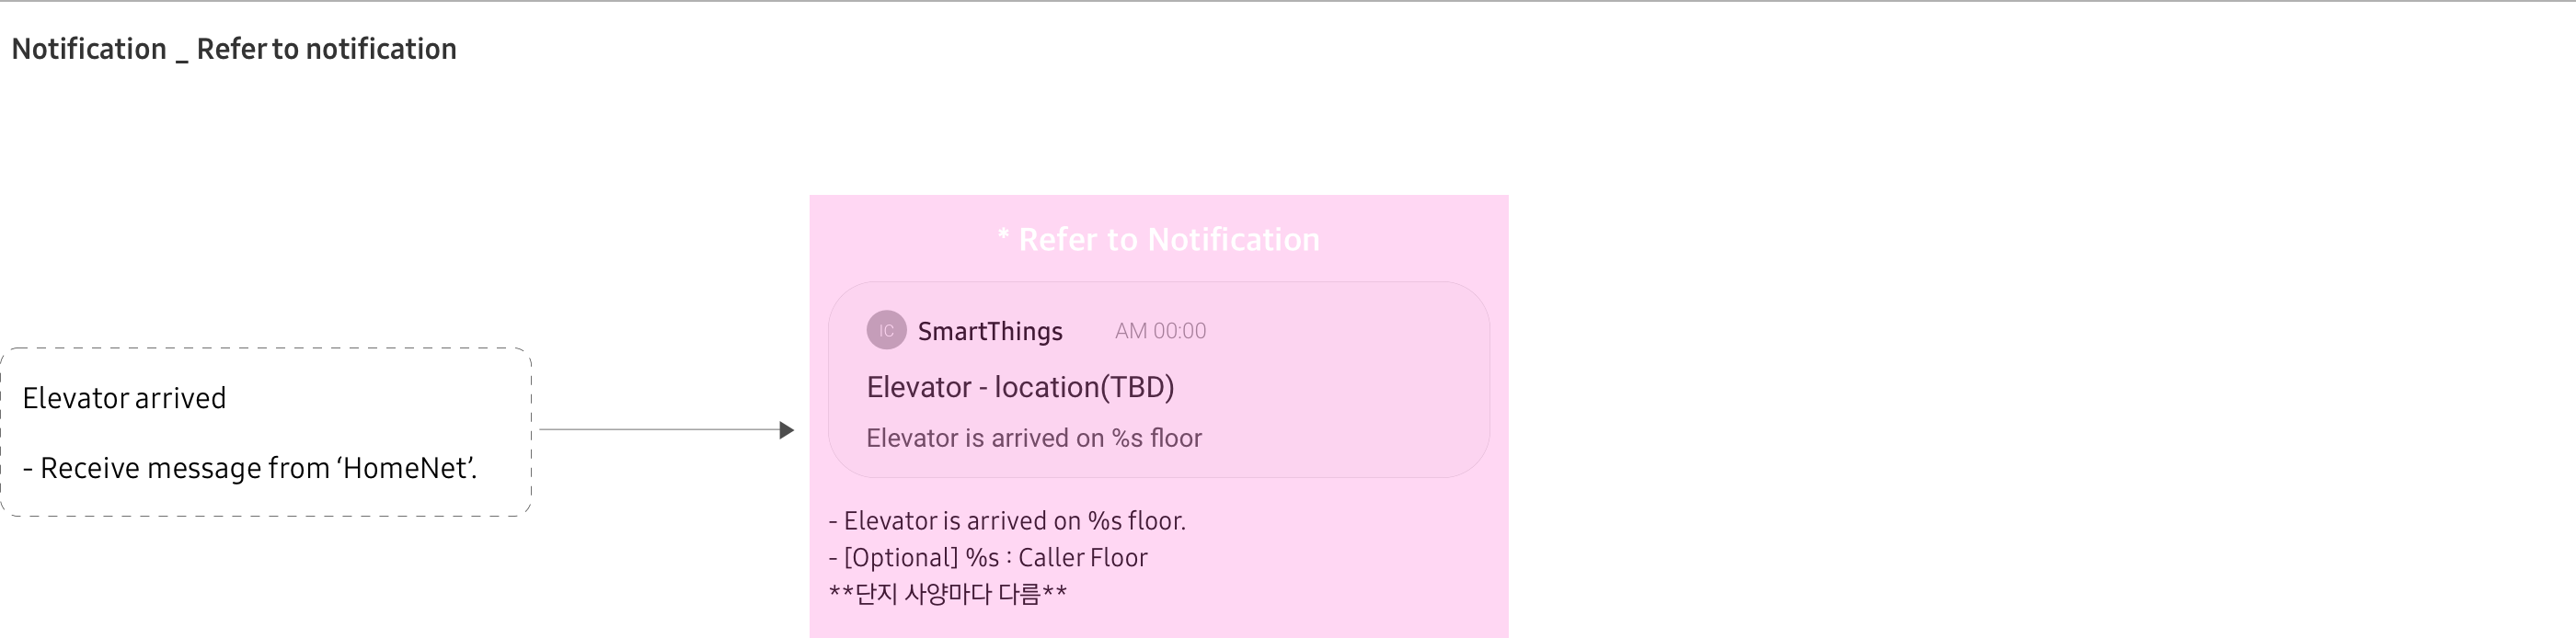 Notification _ Refer to notification
* Refer to Notification
IC SmartThings AM 00:00
Elevator - location(TBD)
Elevator is arrived on %s floor
Elevator arrived
- Receive message from ‘HomeNet’.
- Elevator is arrived on %s floor.
- [Optional] %s : Caller Floor
**단지 사양마다 다름**